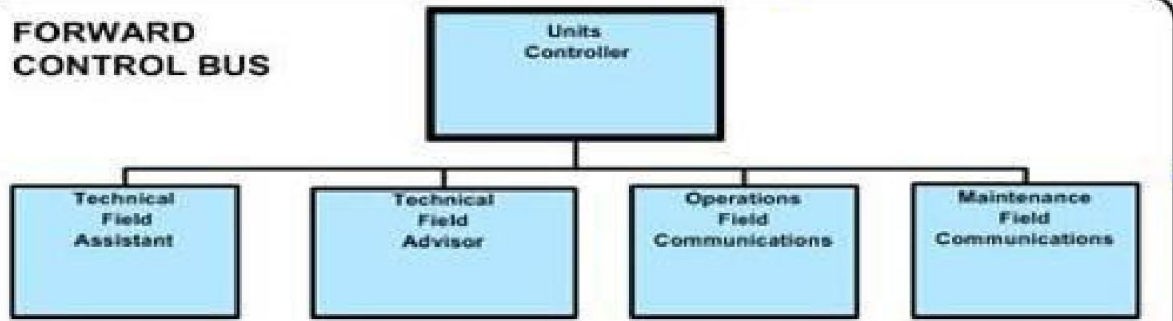 FORWARD
CONTROL BUS
Units
Controller
Technical
Field
Assistant
Technical
Field
Advisor
Operations
Field
Communications
Maintenance
Field
Communications